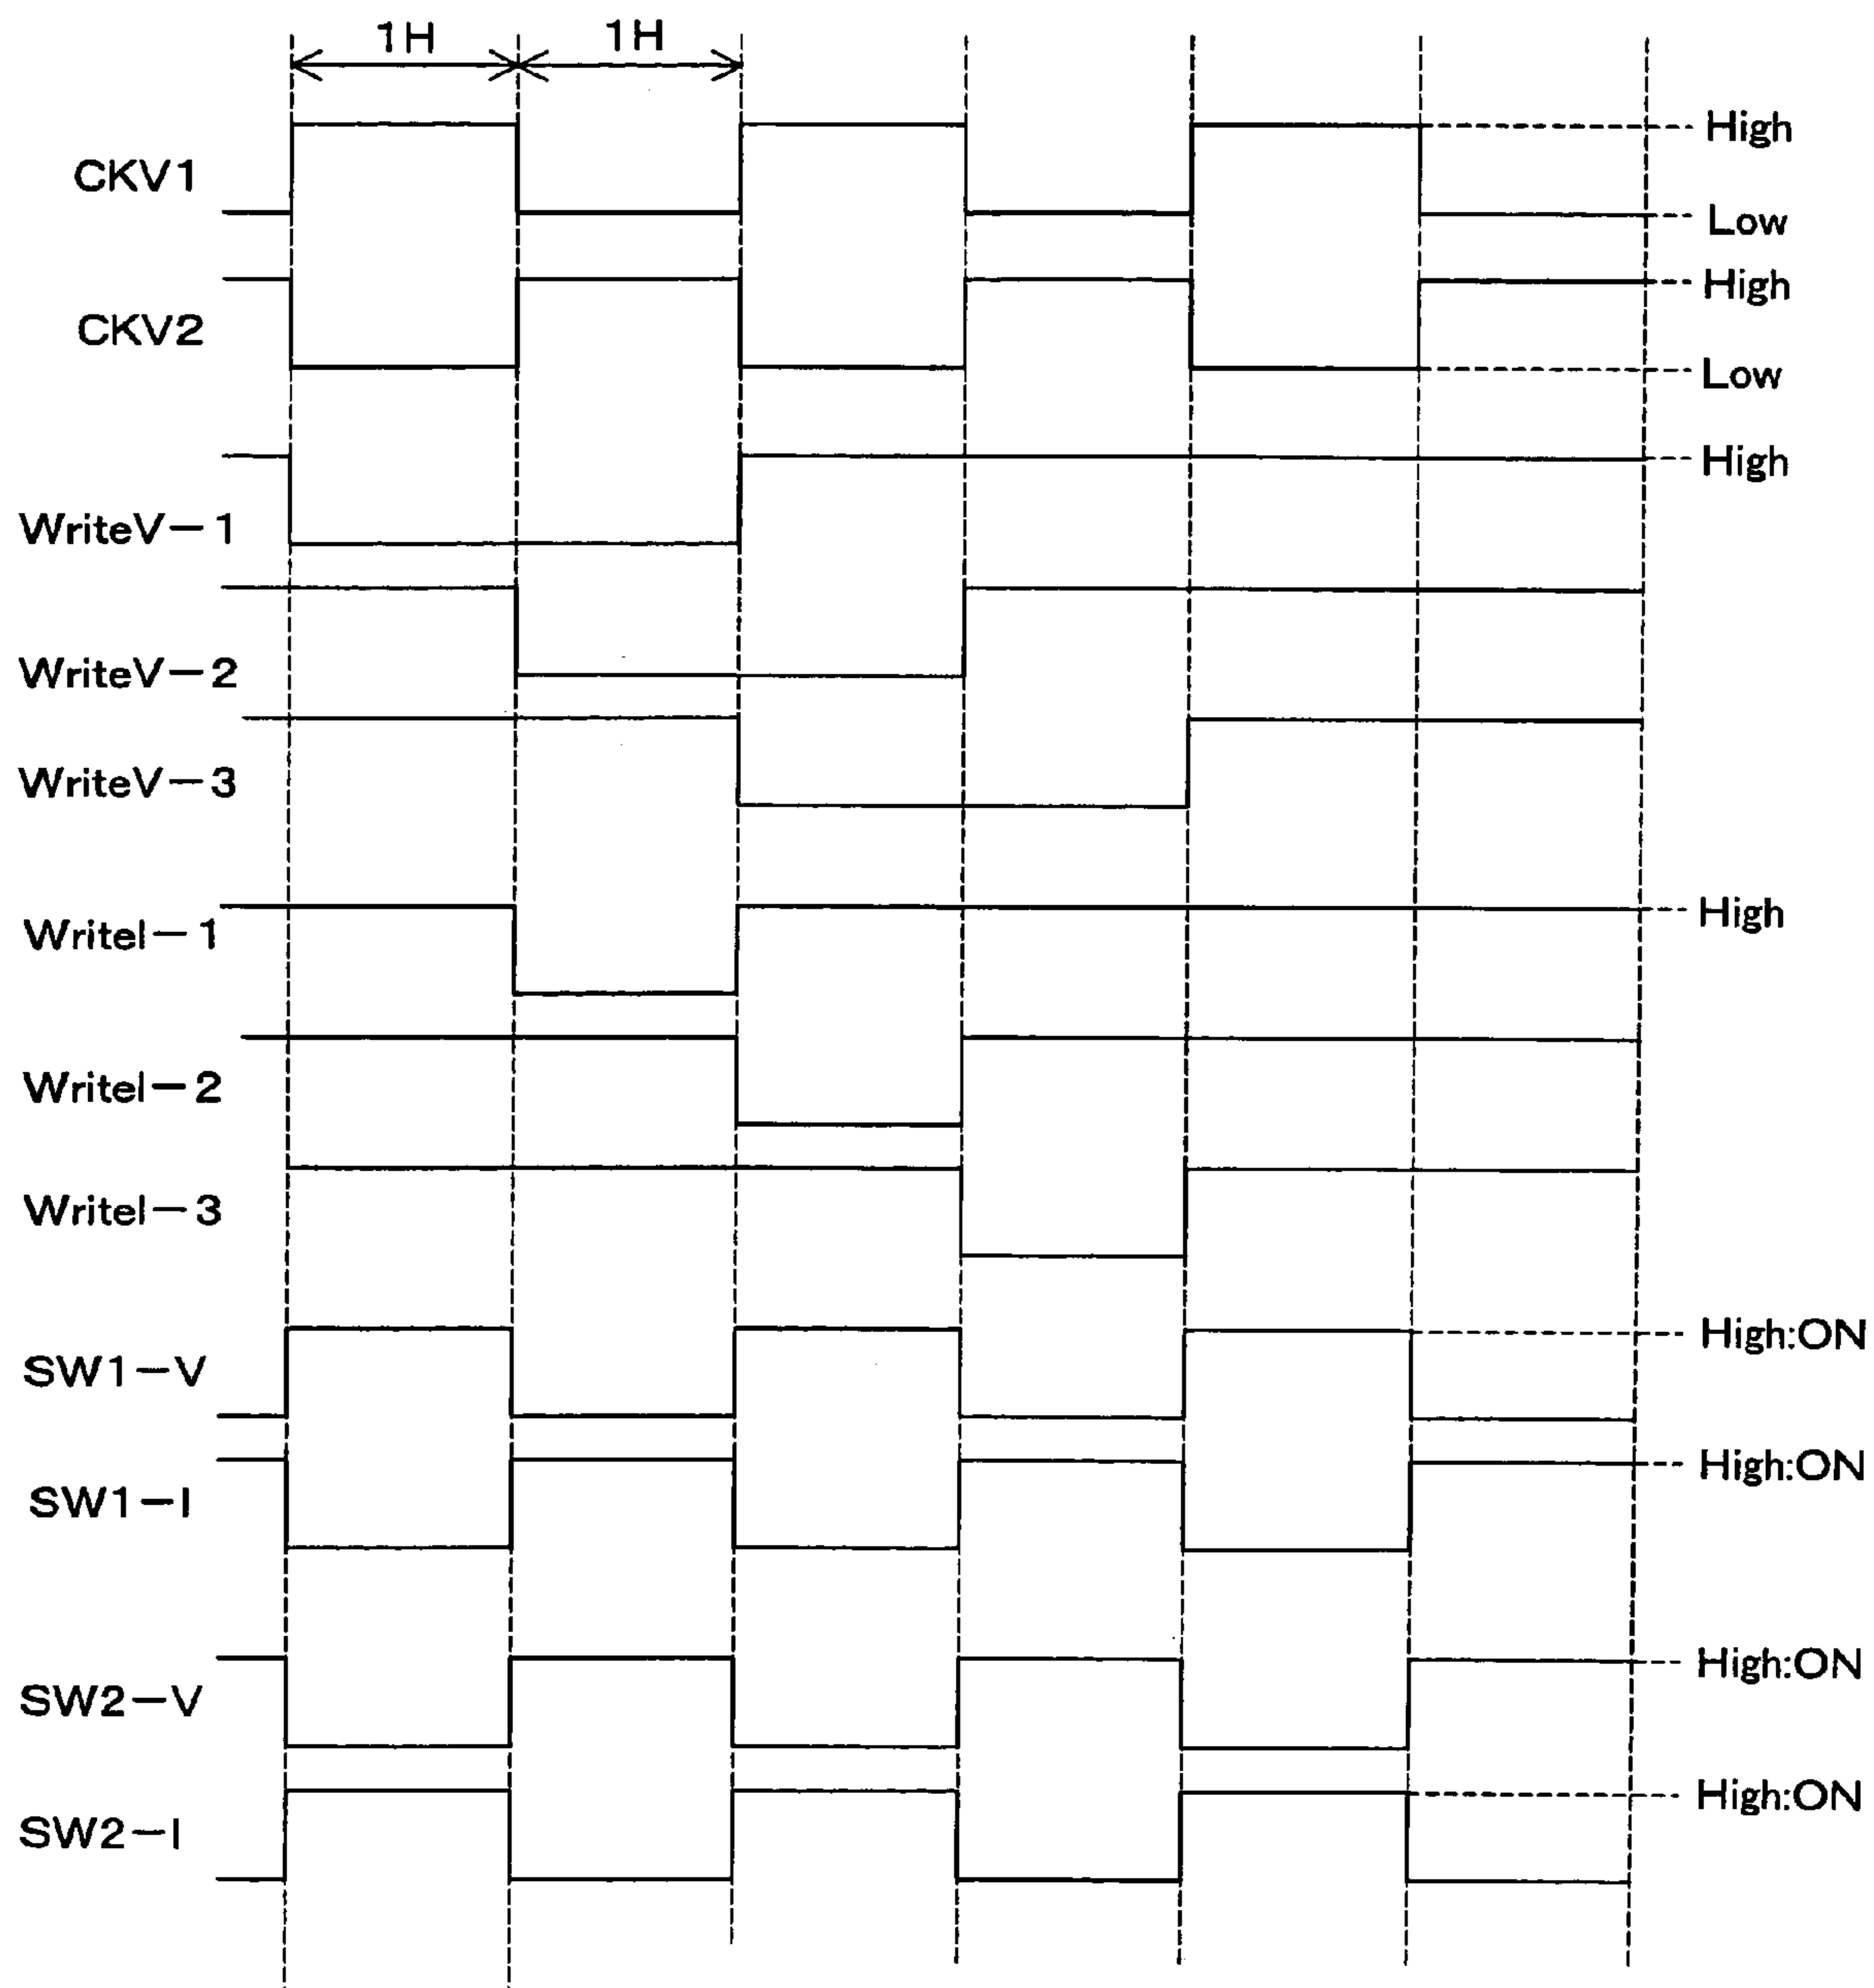 1H 1H
High
CKV1
Low
High
CKV2
Low
High
WriteV-1
WriteV-2
WriteV-3
High
WriteI-1
WriteI-2
WriteI-3
High:ON
SW1-V
High:ON
SW1-I
High:ON
SW2-V
High:ON
SW2-I